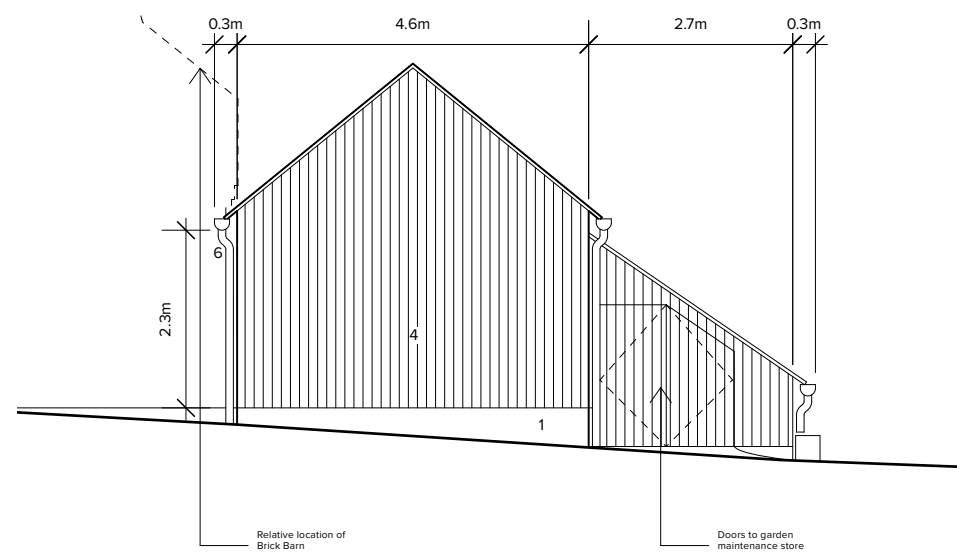 0.3m 4.6m 2.7m 0.3m
6
2.3m
4
1
Relative location of
Brick Barn
Doors to garden
maintenance store